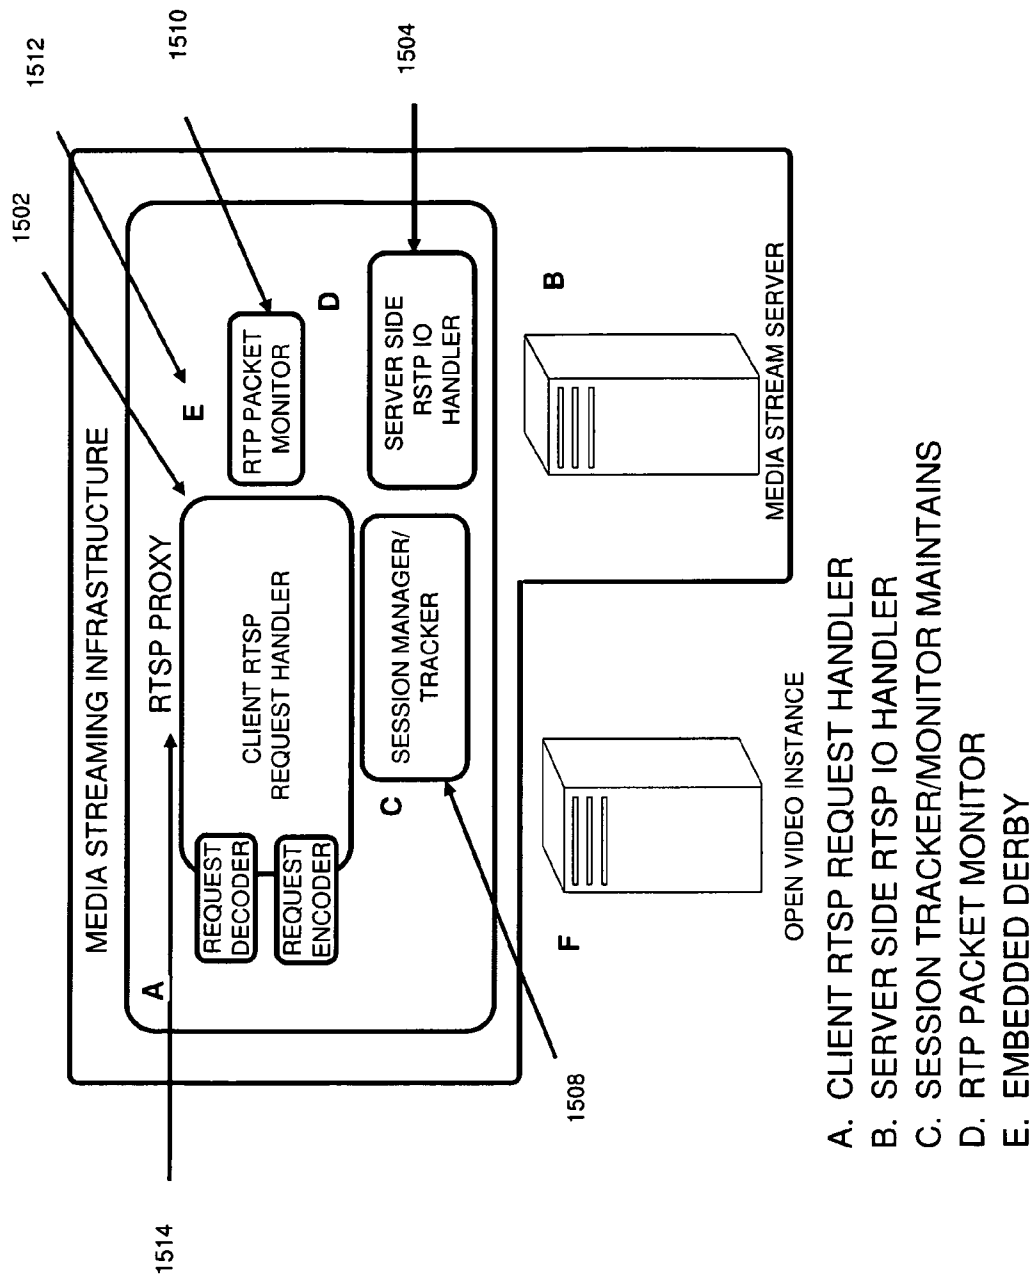 MEDIA STREAMING INFRASTRUCTURE
A
RTSP PROXY
REQUEST
DECODER
REQUEST
ENCODER
CLIENT RTSP
REQUEST HANDLER
E
RTP PACKET
MONITOR
D
C
SESSION MANAGER/
TRACKER
SERVER SIDE
RSTP IO
HANDLER
F
OPEN VIDEO INSTANCE
B
MEDIA STREAM SERVER
1514
1508
1502
1512
1510
1504
A. CLIENT RTSP REQUEST HANDLER
B. SERVER SIDE RTSP IO HANDLER
C. SESSION TRACKER/MONITOR MAINTAINS
D. RTP PACKET MONITOR
E. EMBEDDED DERBY